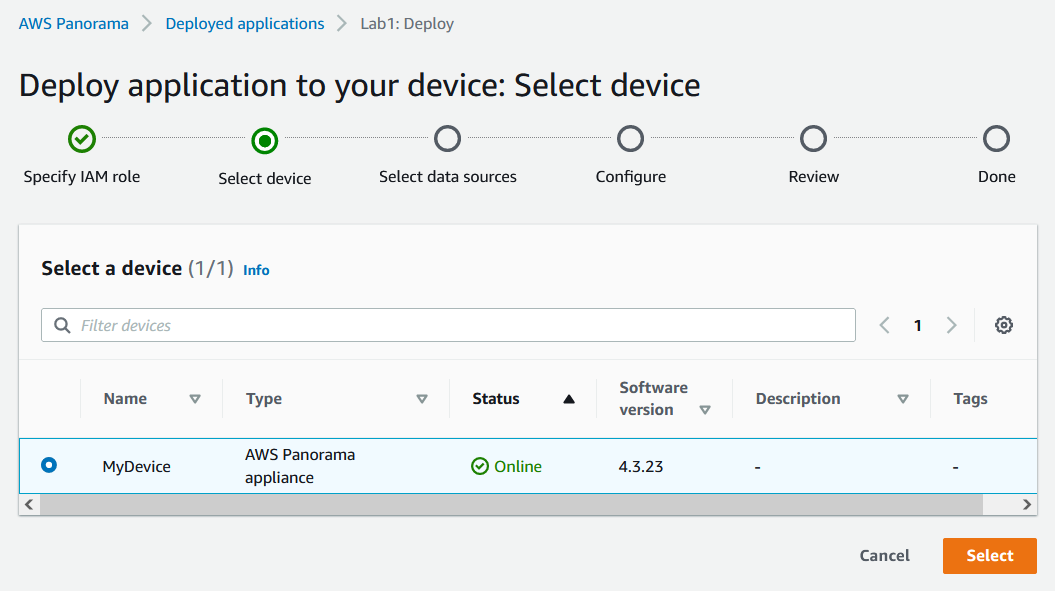 AWS Panorama > Deployed applications > Lab1: Deploy
Deploy application to your device: Select device
Specify IAM role
Select device
Select data sources
Configure
Review
Done
Select a device (1/1) Info
Filter devices
1
Name
Type
Status
Software
version
Description
Tags
MyDevice
AWS Panorama
appliance
Online
4.3.23
-
-
Cancel
Select